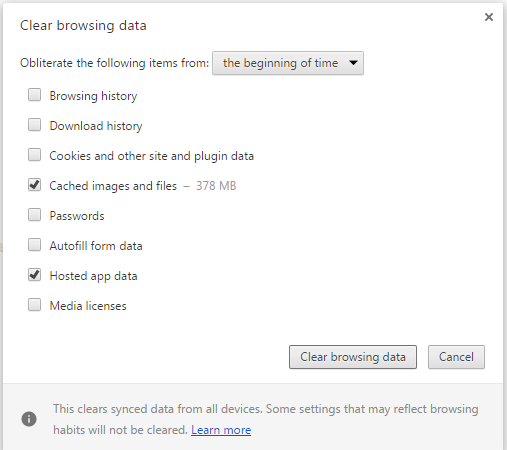 Clear browsing data
Obliterate the following items from: the beginning of time
Browsing history
Download history
Cookies and other site and plugin data
Cached images and files – 378 MB
Passwords
Autofill form data
Hosted app data
Media licenses
Clear browsing data Cancel
This clears synced data from all devices. Some settings that may reflect browsing
habits will not be cleared. Learn more